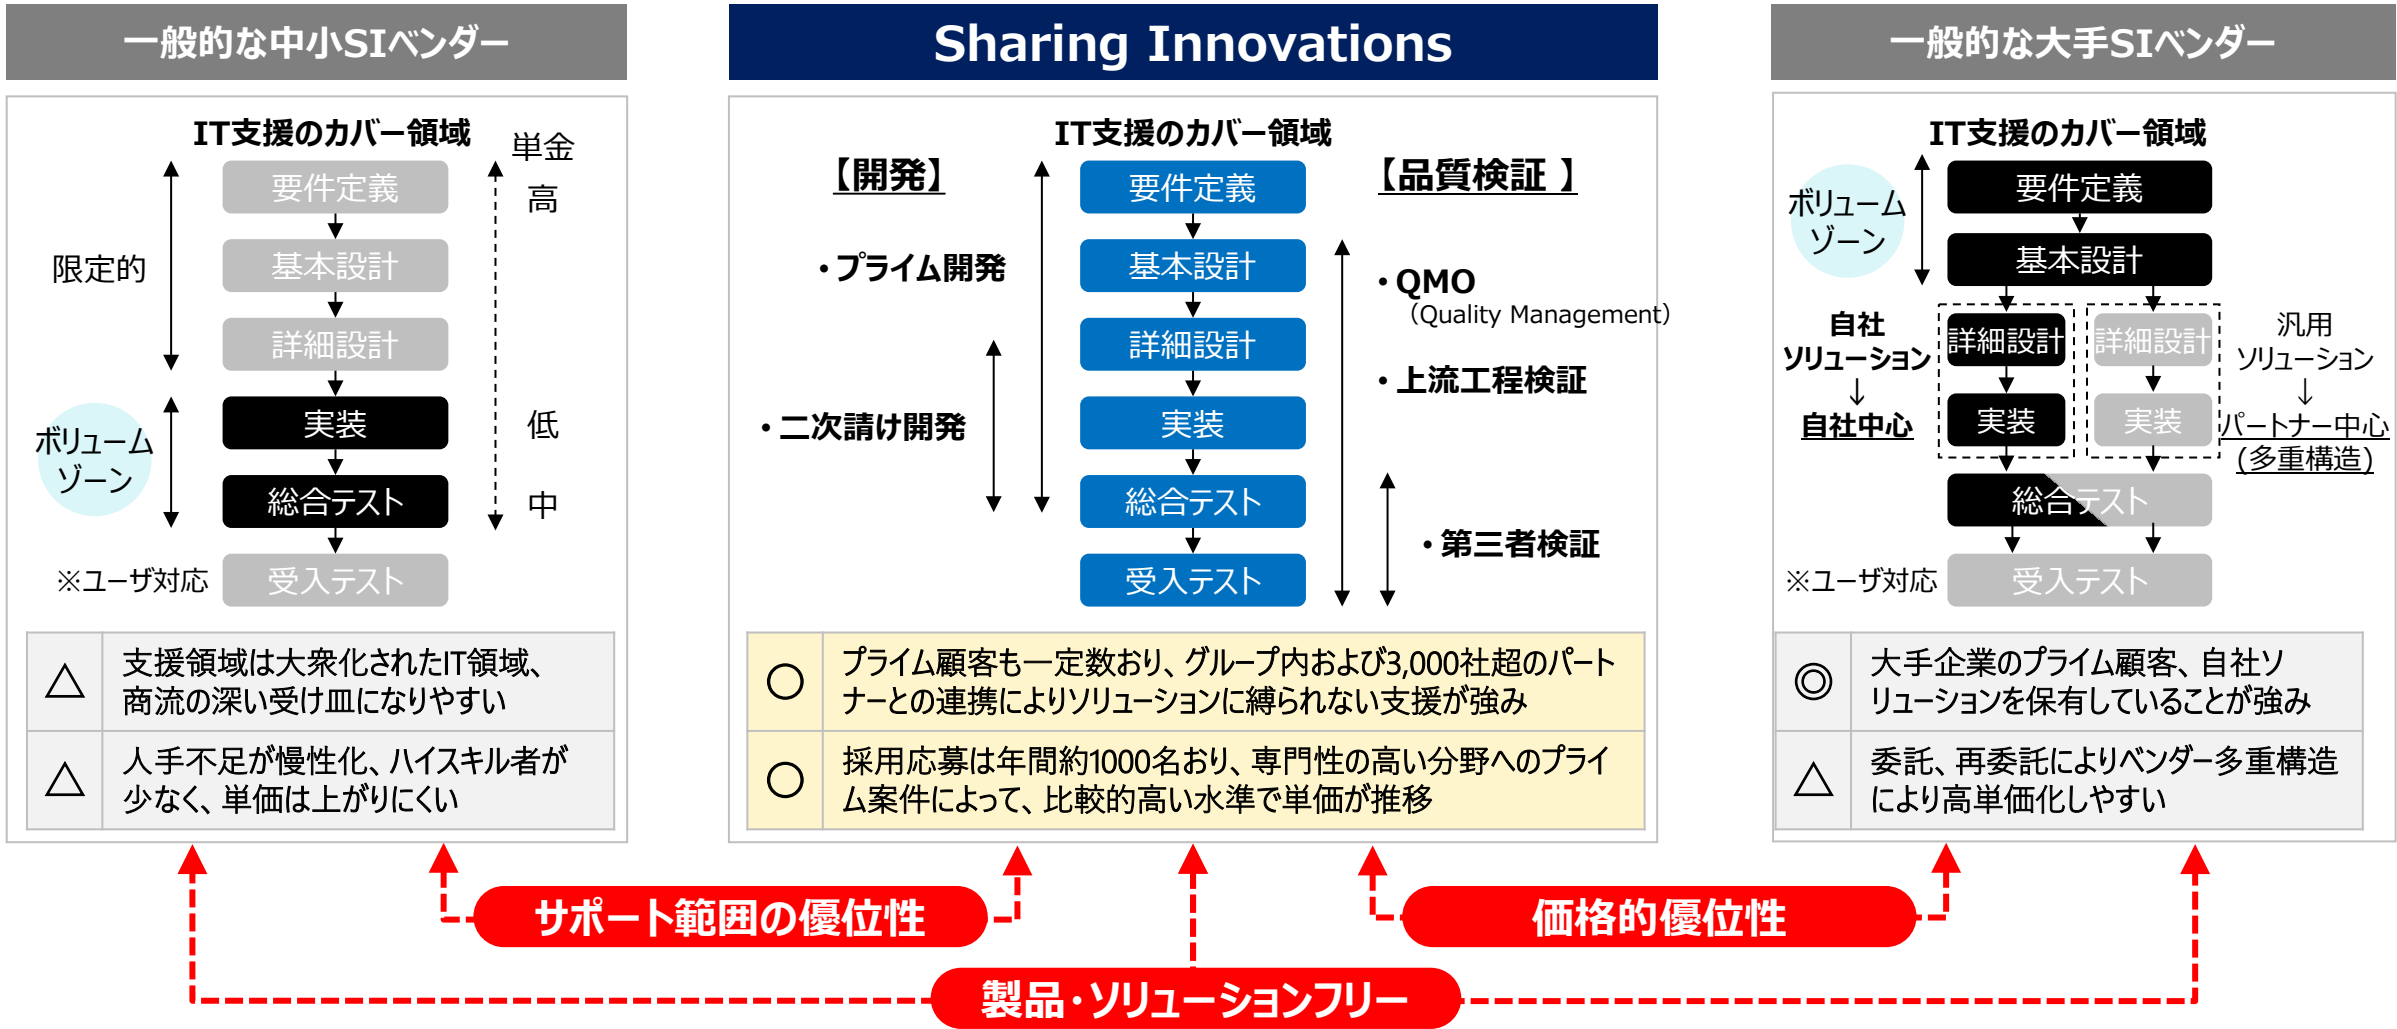 一般的な中小SIベンダー
IT支援のカバー領域
単金
高
低
中
限定的
ボリューム
ゾーン
※ユーザ対応
要件定義
基本設計
詳細設計
実装
総合テスト
受入テスト
△
支援領域は大衆化されたIT領域、
商流の深い受け皿になりやすい
△
人手不足が慢性化、ハイスキル者が
少なく、単価は上がりにくい
Sharing Innovations
IT支援のカバー領域
【開発】
・プライム開発
・二次請け開発
要件定義
基本設計
詳細設計
実装
総合テスト
受入テスト
【品質検証 】
・QMO
（Quality Management）
・上流工程検証
・第三者検証
○
プライム顧客も一定数おり、グループ内および3,000社超のパート
ナーとの連携によりソリューションに縛られない支援が強み
○
採用応募は年間約1000名おり、専門性の高い分野へのプライ
ム案件によって、比較的高い水準で単価が推移
一般的な大手SIベンダー
IT支援のカバー領域
ボリューム
ゾーン
要件定義
基本設計
自社
ソリューション
↓
自社中心
詳細設計
実装
詳細設計
実装
汎用
ソリューション
↓
パートナー中心
(多重構造)
総合テスト
※ユーザ対応
受入テスト
◎
大手企業のプライム顧客、自社ソ
リューションを保有していることが強み
△
委託、再委託によりベンダー多重構造
により高単価化しやすい
サポート範囲の優位性
価格的優位性
製品・ソリューションフリー